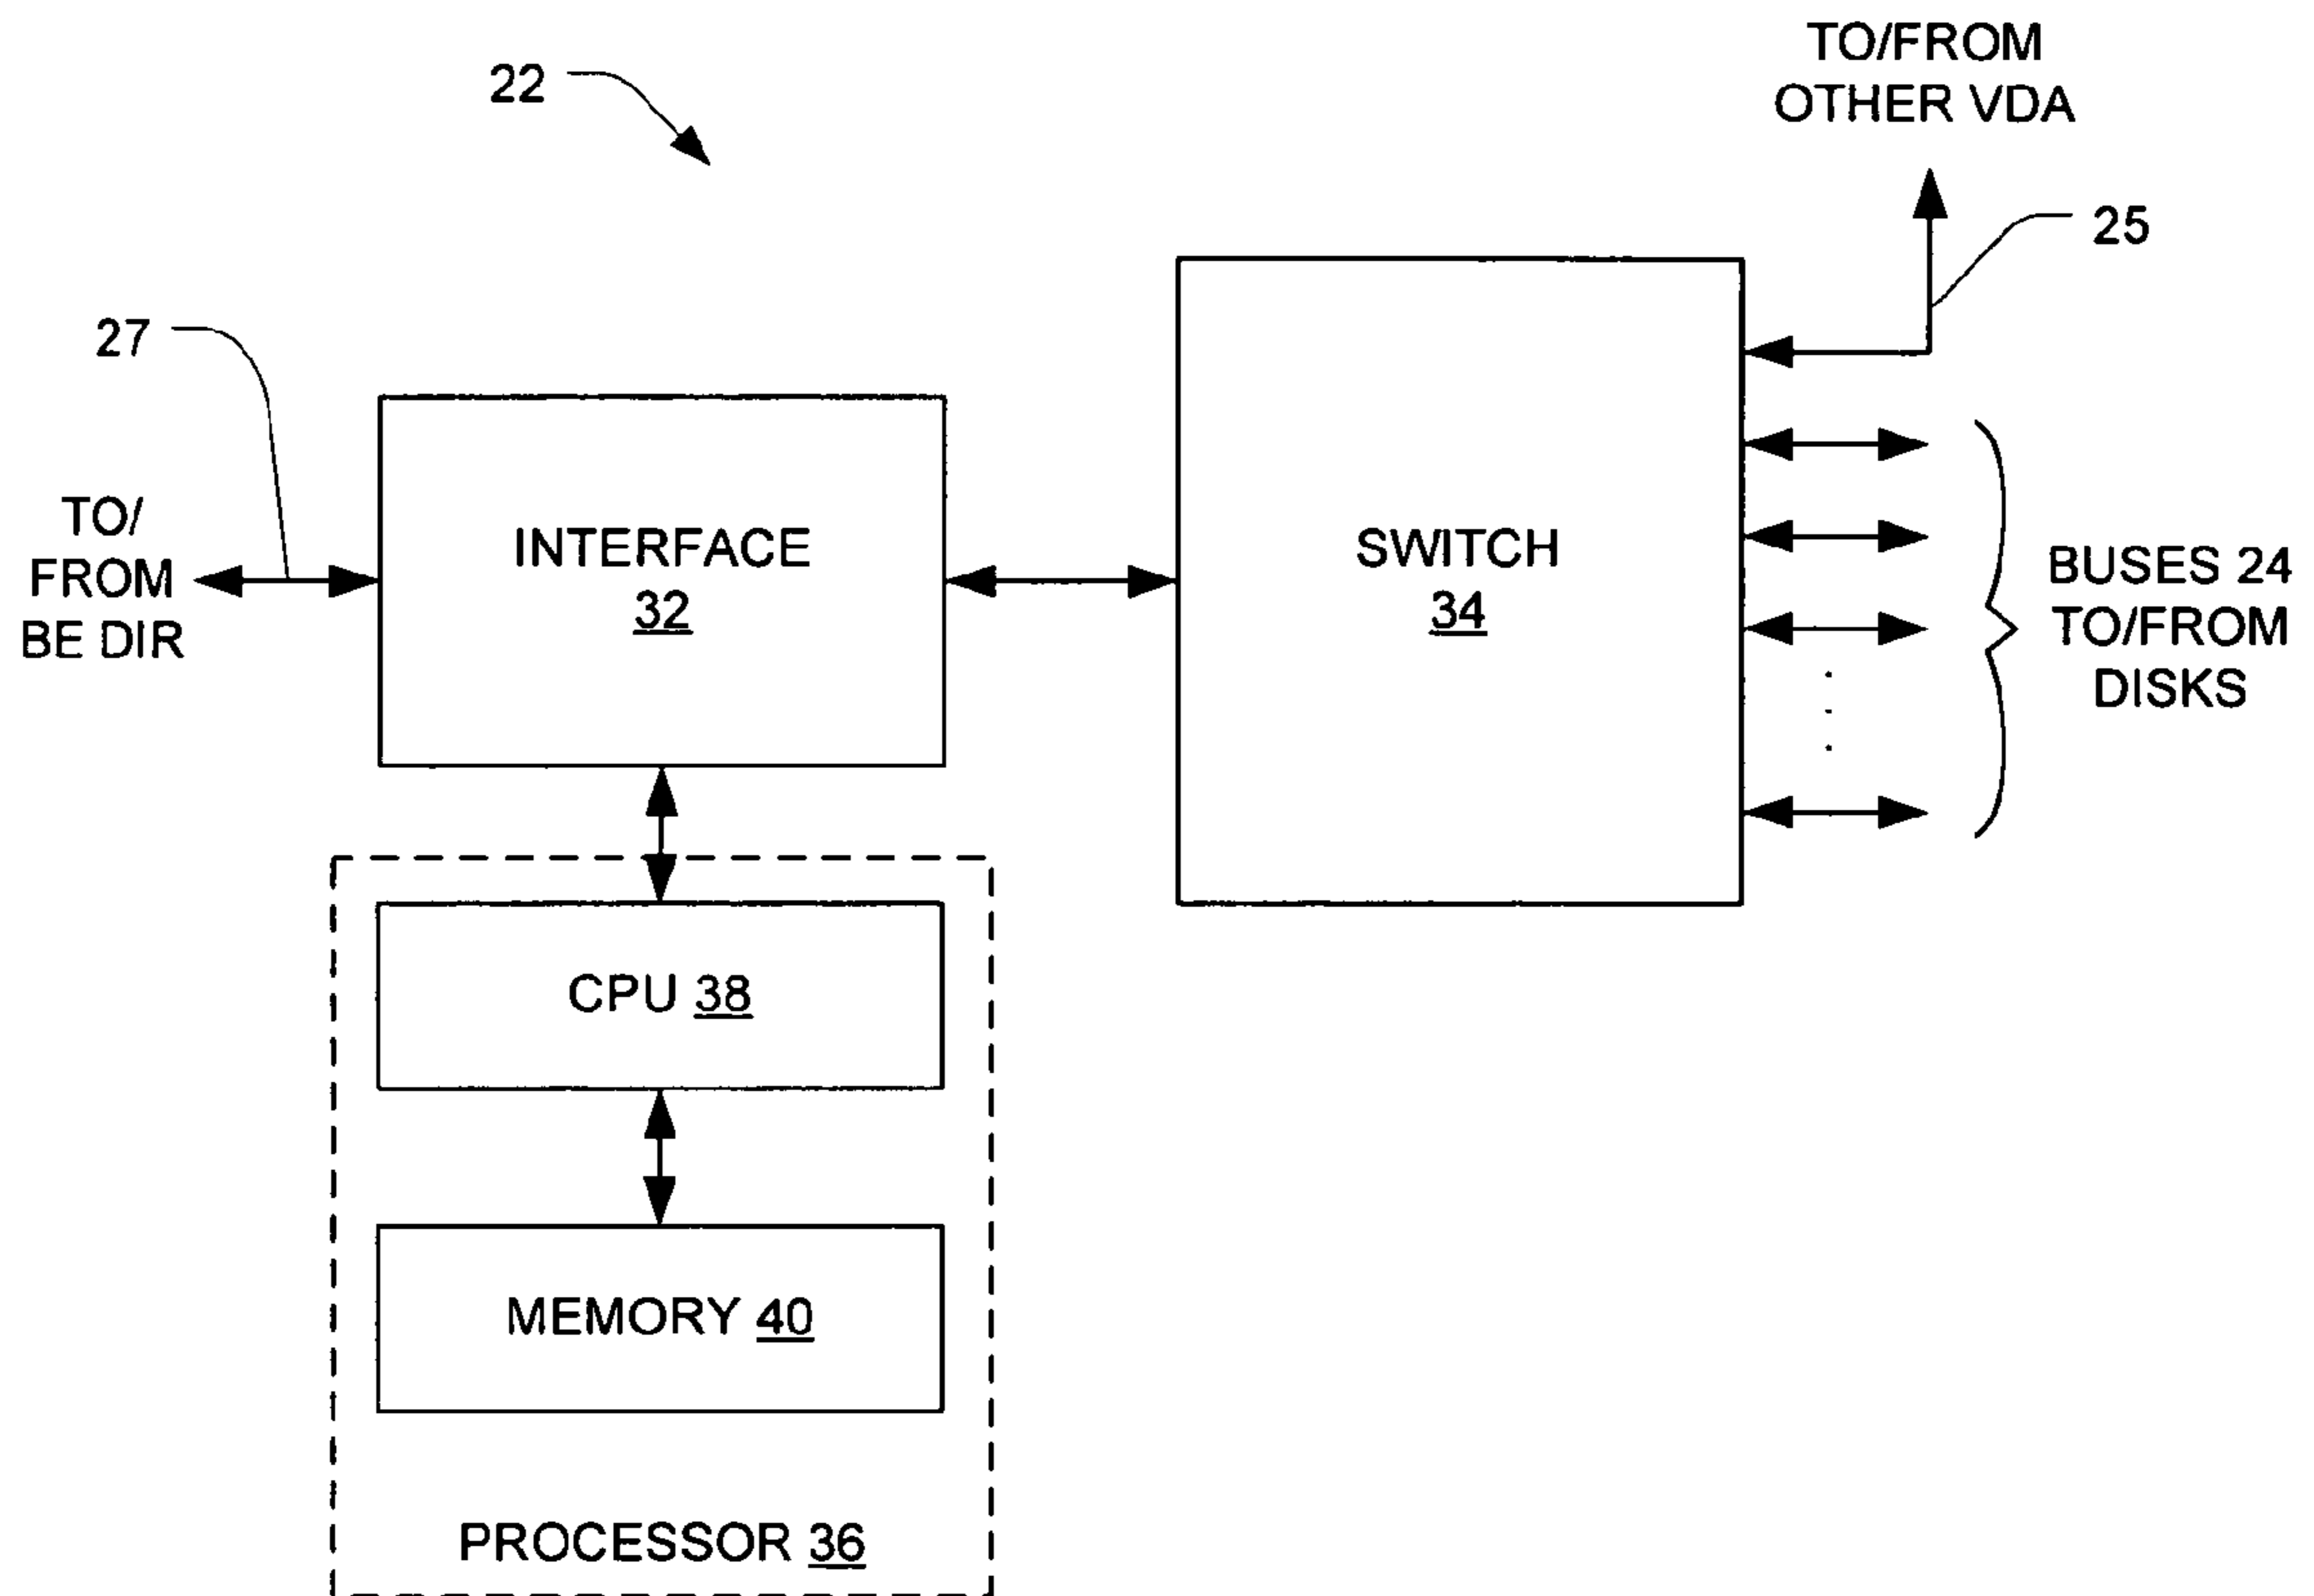 22
TO/FROM
OTHER VDA
25
27
TO/
FROM
BE DIR
INTERFACE
32
SWITCH
34
BUSES 24
TO/FROM
DISKS
CPU 38
MEMORY 40
PROCESSOR 36